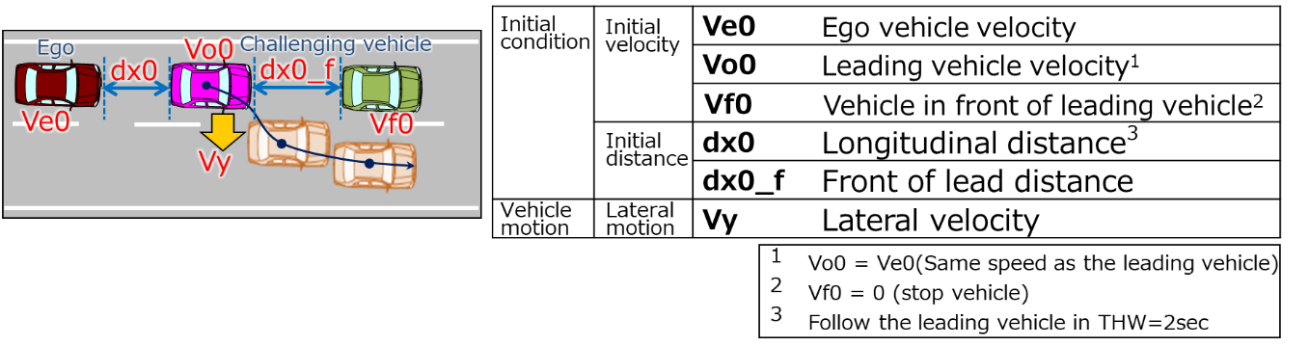 Ego
Vo0
Challenging vehicle
dx0
dx0_f
Ve0
Vf0
Vy
Initial condition
Initial velocity
Ve0 Ego vehicle velocity
Vo0 Leading vehicle velocity1
Vf0 Vehicle in front of leading vehicle2
Initial distance
dx0 Longitudinal distance3
dx0_f Front of lead distance
Vehicle motion
Lateral motion
Vy Lateral velocity
1 Vo0 = Ve0(Same speed as the leading vehicle)
2 Vf0 = 0 (stop vehicle)
3 Follow the leading vehicle in THW=2sec